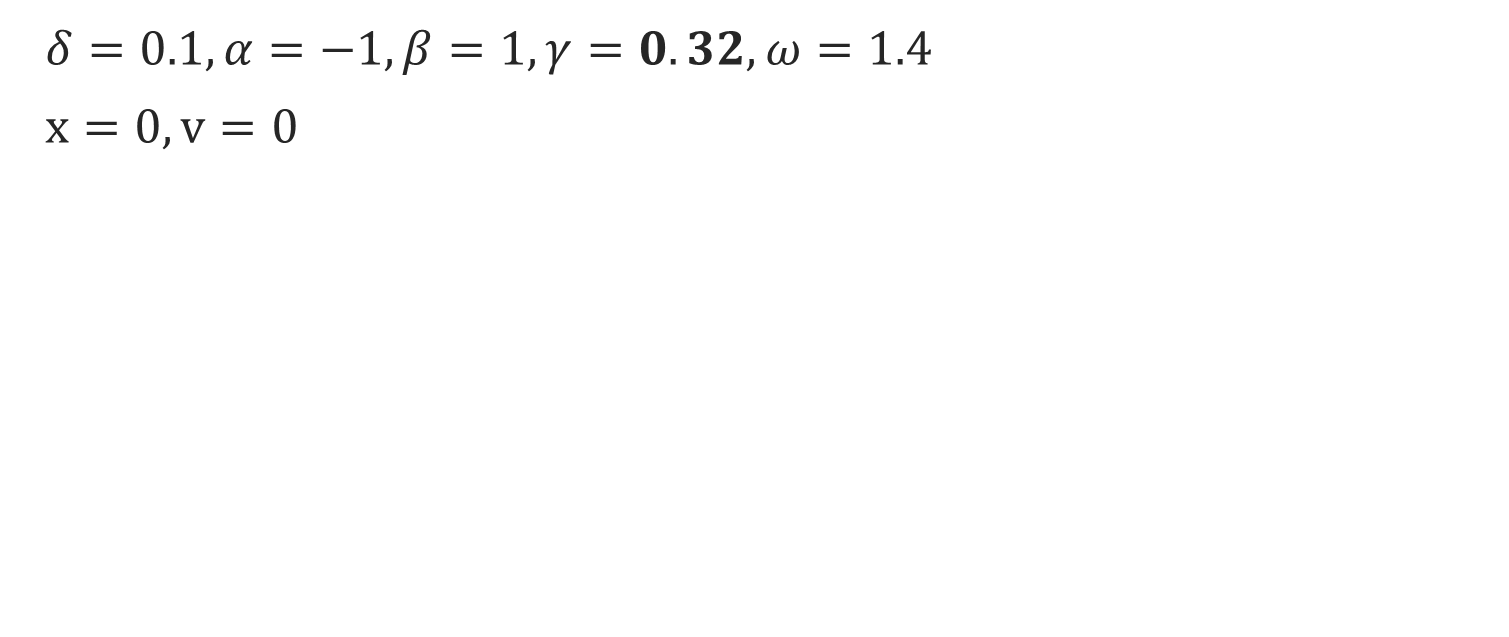 δ = 0.1, α = −1, β = 1, γ = 0.32, ω = 1.4
x = 0, v = 0